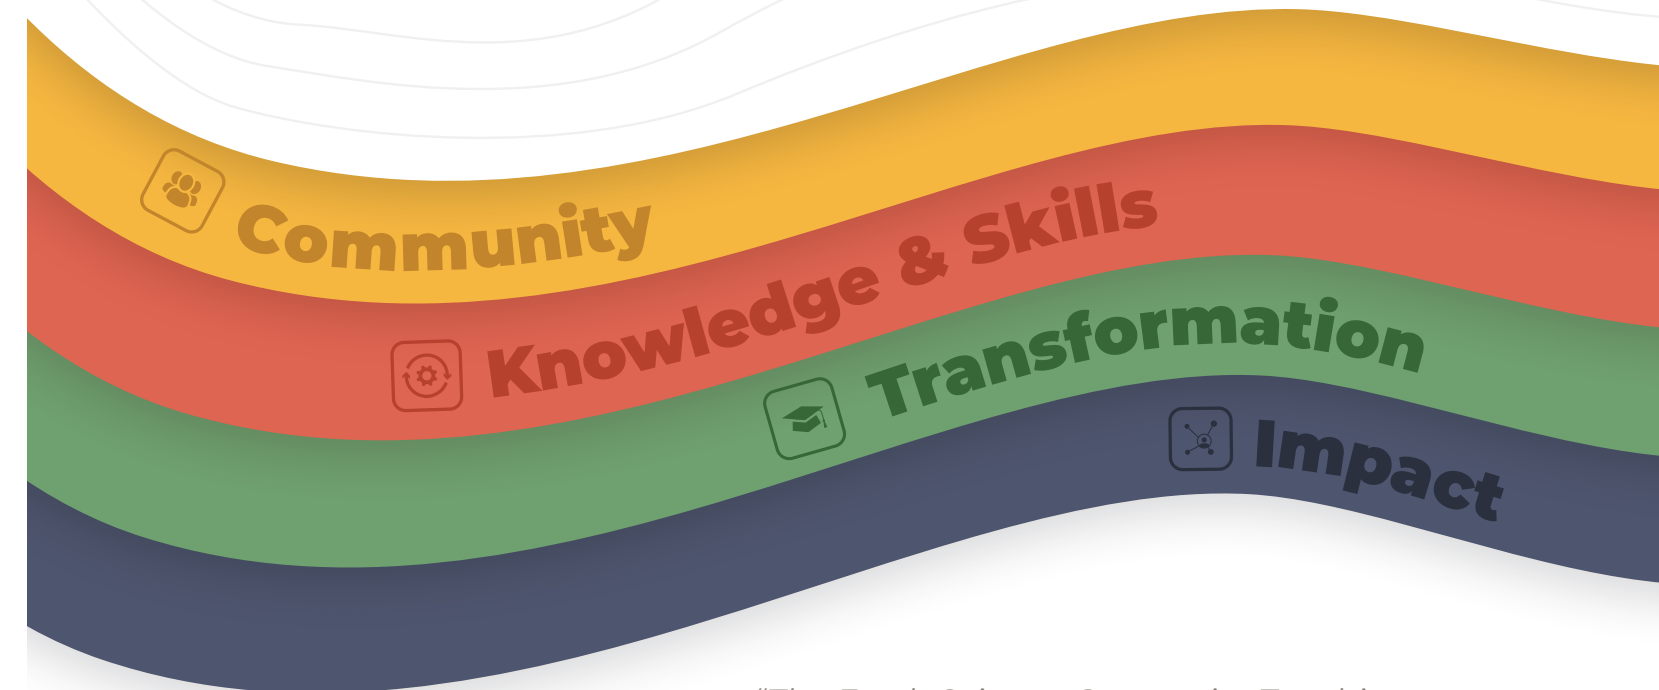 Community
Knowledge & Skills
Transformation
Impact